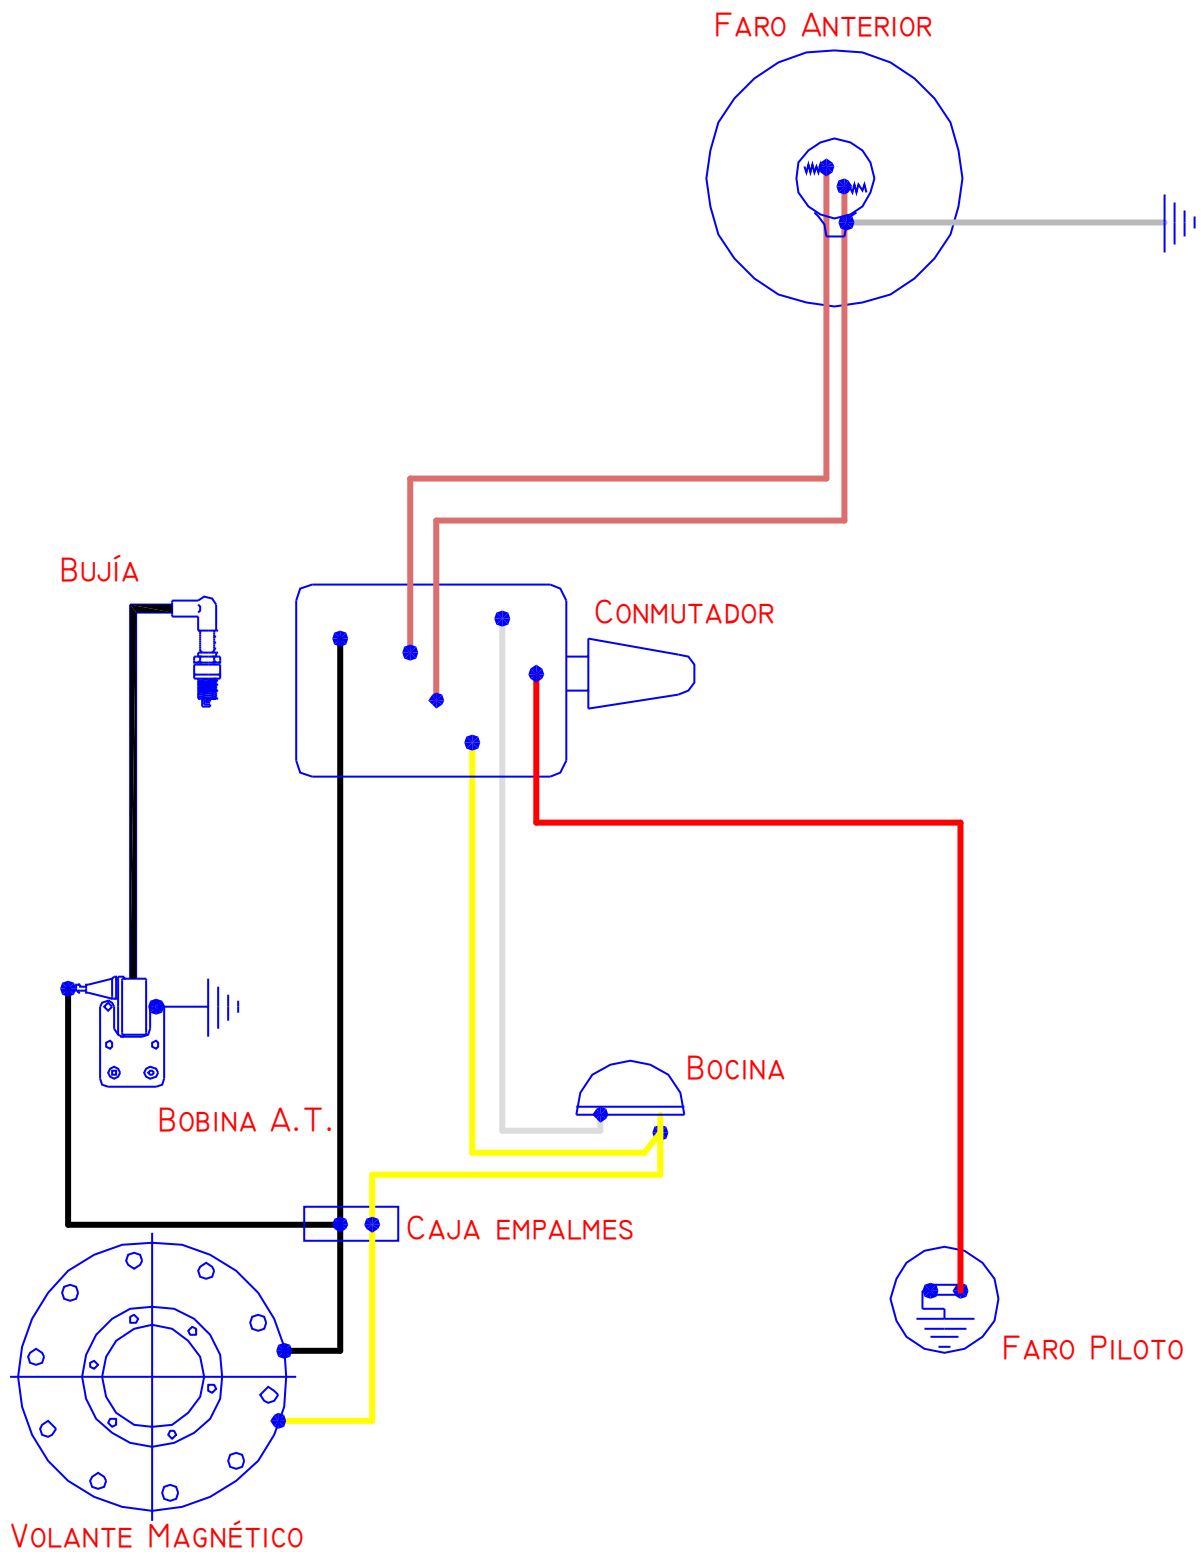 FARO ANTERIOR
BUJÍA
CONMUTADOR
BOCINA
BOBINA A.T.
CAJA EMPALMES
FARO PILOTO
VOLANTE MAGNÉTICO